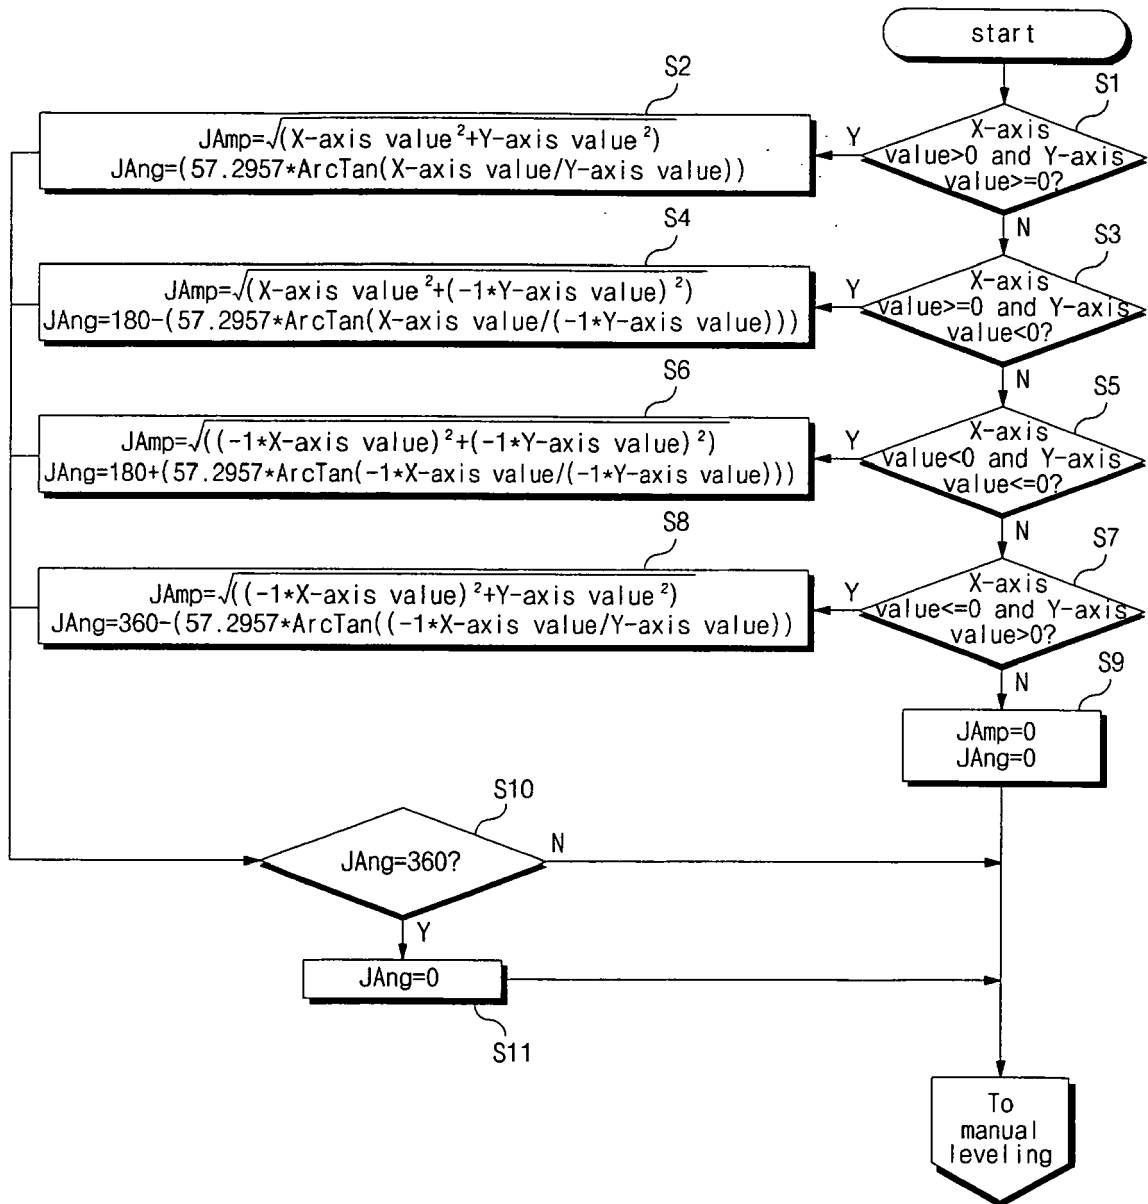 start
S1
X-axis
value>0 and Y-axis
value>=0?
Y
N
S2
JAmp=√(X-axis value²+Y-axis value²)
JAng=(57.2957*ArcTan(X-axis value/Y-axis value))
S3
X-axis
value>=0 and Y-axis
value<0?
Y
N
S4
JAmp=√(X-axis value²+(-1*Y-axis value)²)
JAng=180-(57.2957*ArcTan(X-axis value/(-1*Y-axis value)))
S5
X-axis
value<0 and Y-axis
value<=0?
Y
N
S6
JAmp=√((-1*X-axis value)²+(-1*Y-axis value)²)
JAng=180+(57.2957*ArcTan(-1*X-axis value/(-1*Y-axis value)))
S7
X-axis
value<=0 and Y-axis
value>0?
Y
N
S8
JAmp=√((-1*X-axis value)²+Y-axis value²)
JAng=360-(57.2957*ArcTan((-1*X-axis value/Y-axis value))
S9
JAmp=0
JAng=0
S10
JAng=360?
N
Y
JAng=0
S11
To
manual
leveling